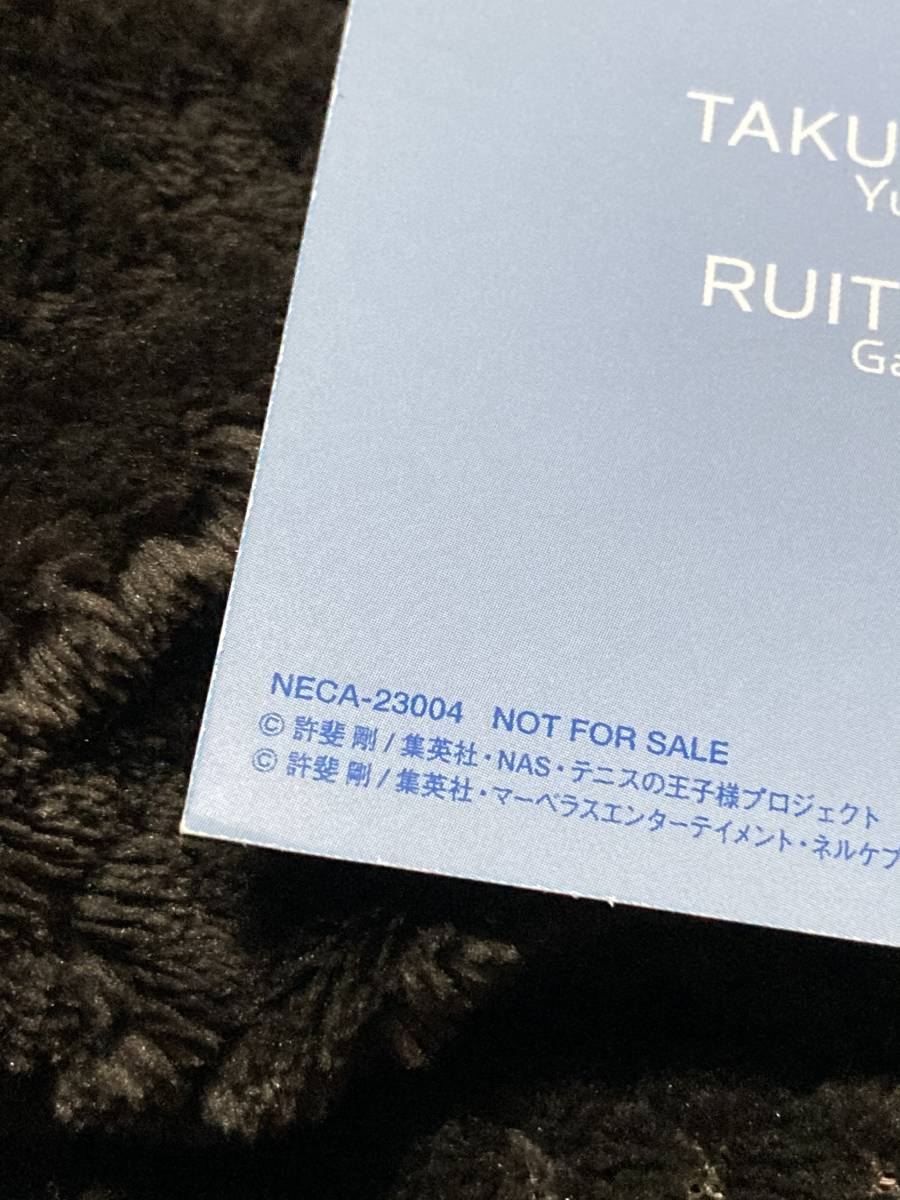 TAKU
Yu
RUIT
Ga
NECA-23004 NOT FOR SALE
© 許斐 剛 / 集英社・NAS・テニスの王子様プロジェクト
© 許斐 剛 / 集英社・マーベラスエンターテイメント・ネルケプ